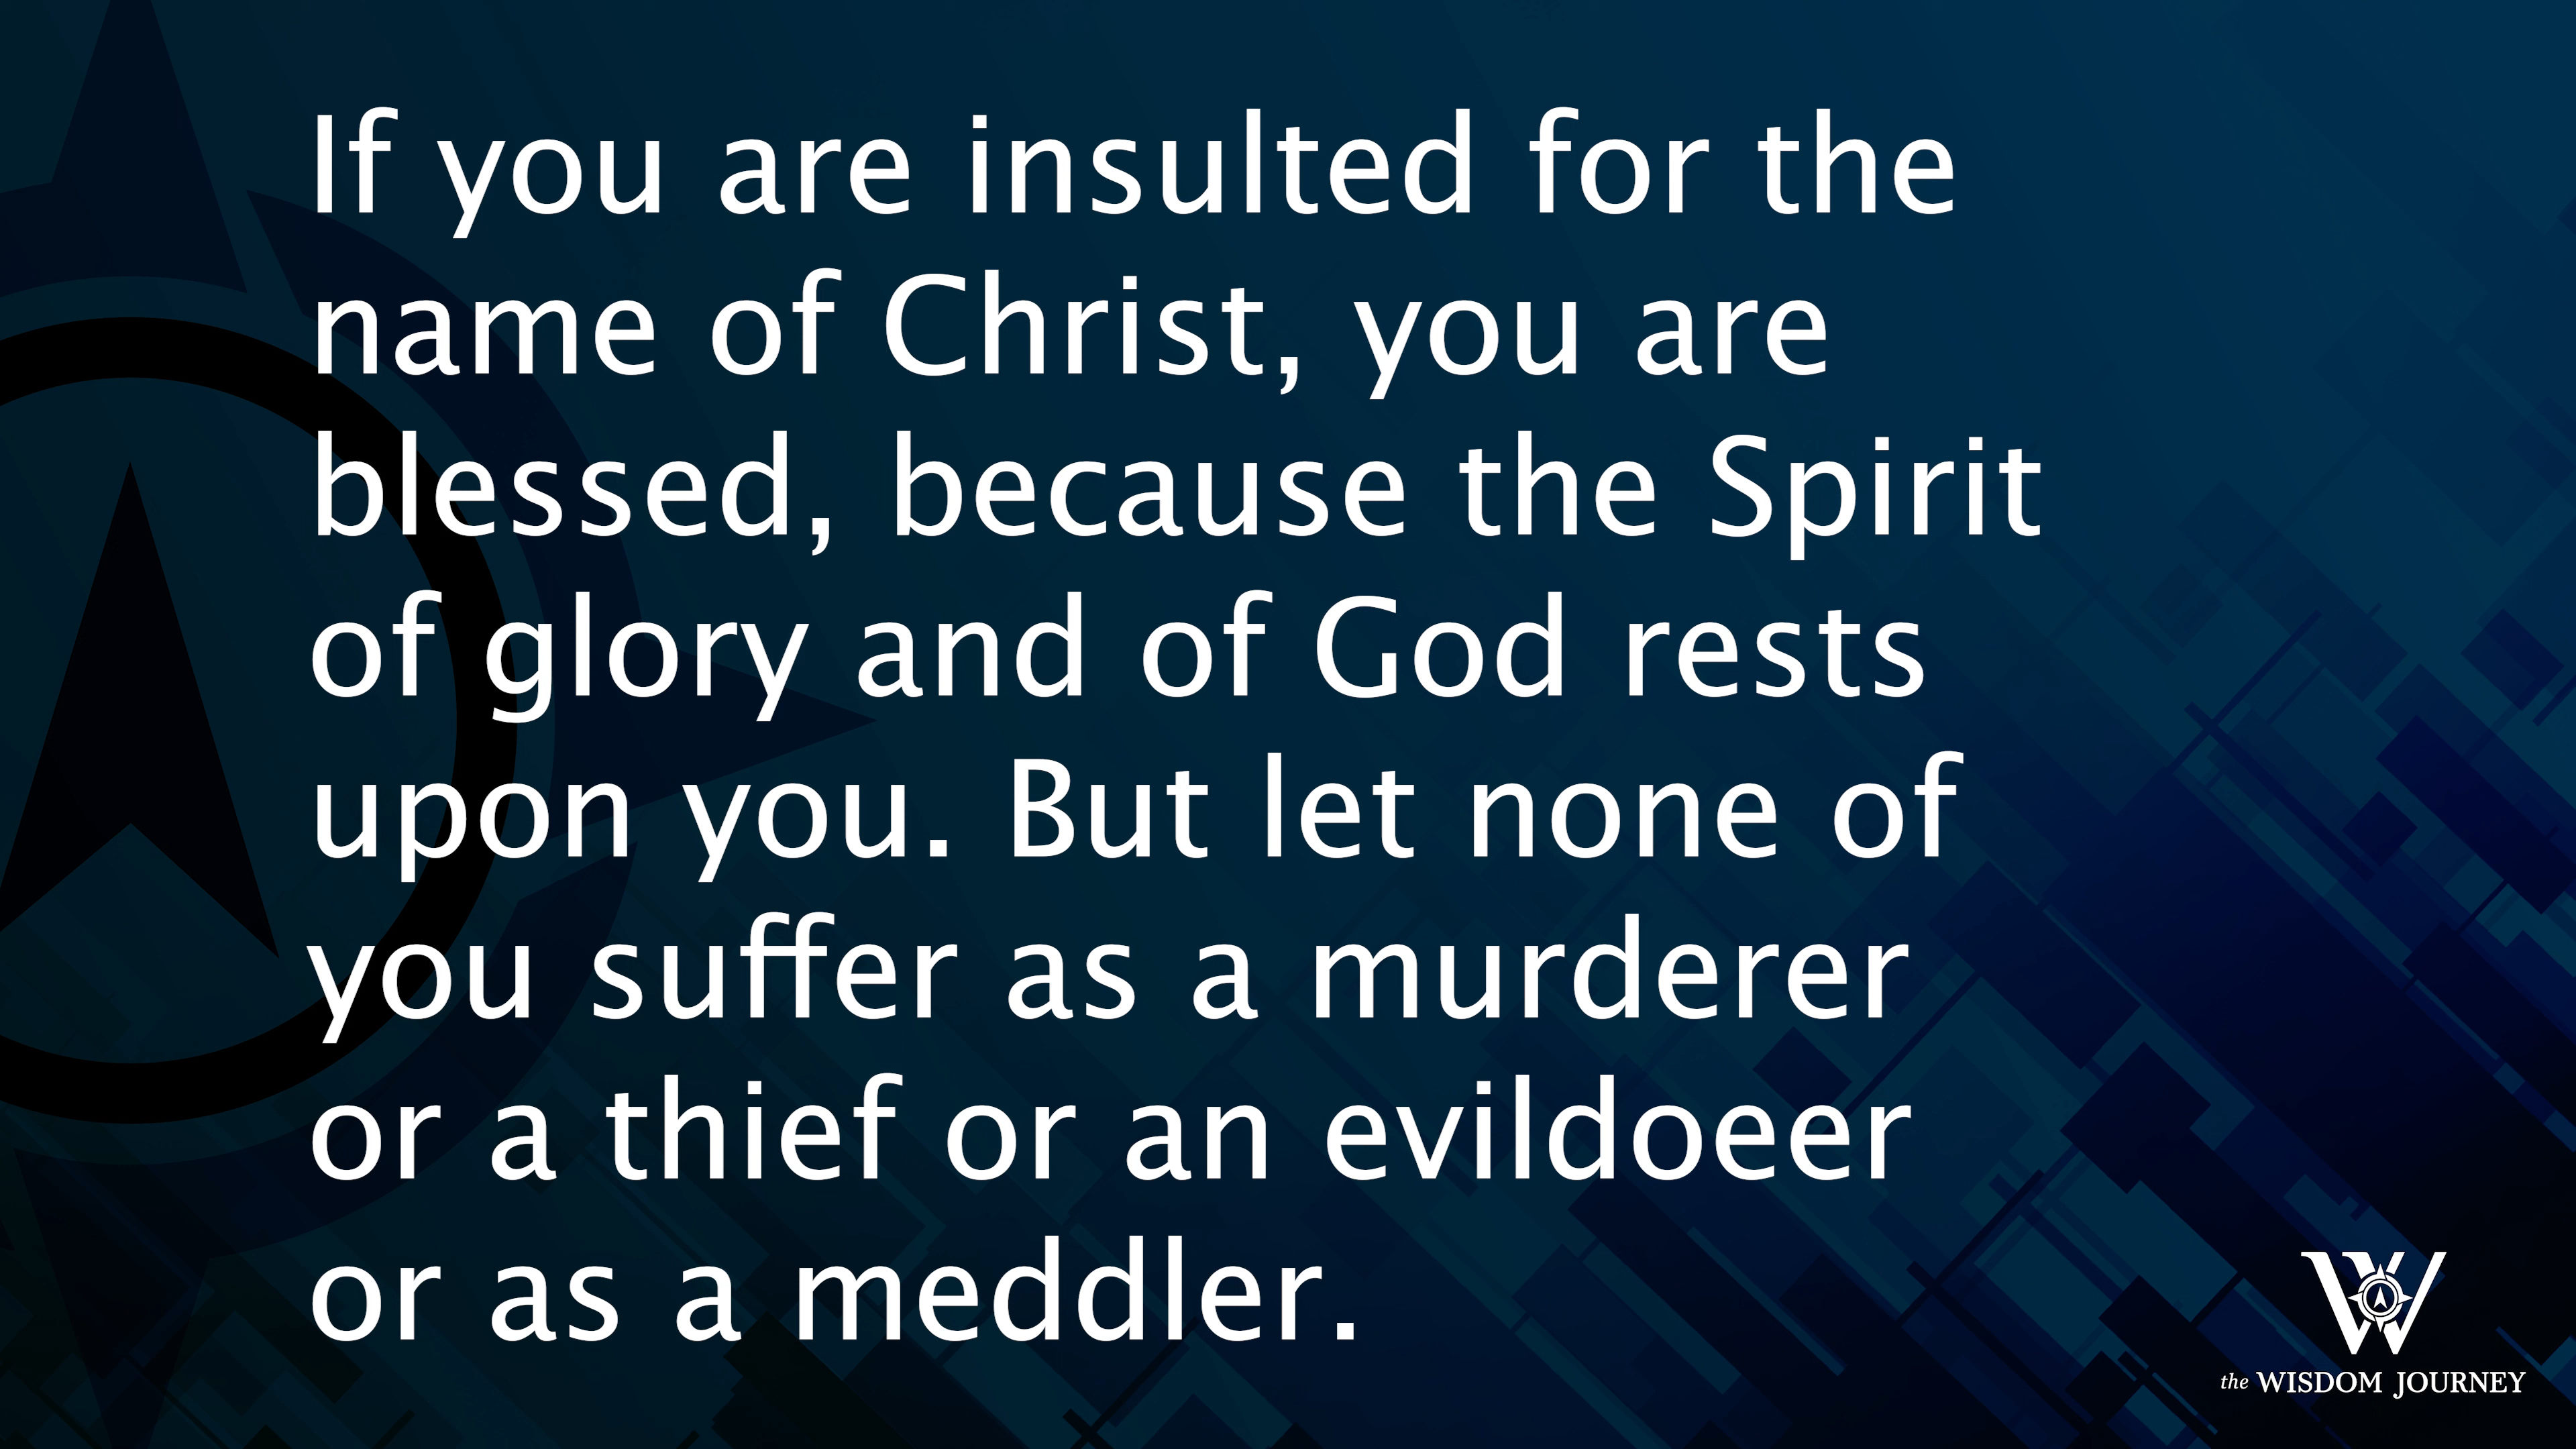 If you are insulted for the
name of Christ, you are
blessed, because the Spirit
of glory and of God rests
upon you. But let none of
you suffer as a murderer
or a thief or an evildoeer
or as a meddler.
W
the WISDOM JOURNEY